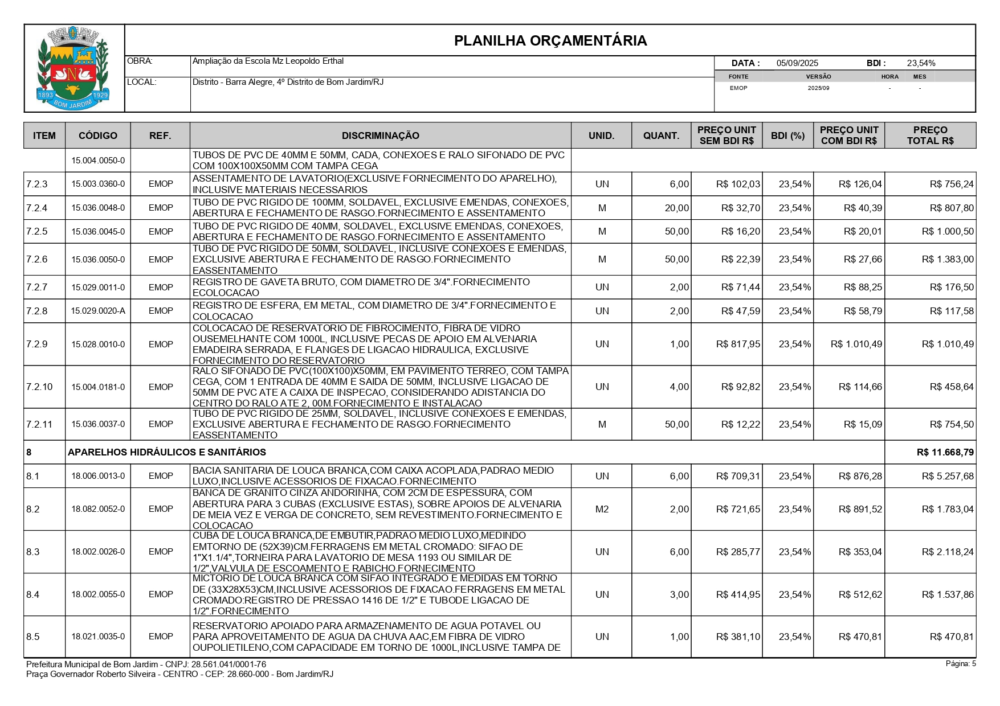 PLANILHA ORÇAMENTÁRIA
OBRA: Ampliação da Escola Mz Leopoldo Erthal
DATA : 05/09/2025 BDI : 23,54%
FONTE VERSÃO HORA MES
LOCAL: Distrito - Barra Alegre, 4º Distrito de Bom Jardim/RJ
EMOP 2025/09 - -
N
1893 1929
BOM JARDIM
ITEM CÓDIGO REF. DISCRIMINAÇÃO UNID. QUANT. PREÇO UNIT SEM BDI R$ BDI (%) PREÇO UNIT COM BDI R$ PREÇO TOTAL R$
15.004.0050-0 TUBOS DE PVC DE 40MM E 50MM, CADA, CONEXOES E RALO SIFONADO DE PVC
COM 100X100X50MM COM TAMPA CEGA
7.2.3 15.003.0360-0 EMOP ASSENTAMENTO DE LAVATORIO(EXCLUSIVE FORNECIMENTO DO APARELHO),
INCLUSIVE MATERIAIS NECESSARIOS UN 6,00 R$ 102,03 23,54% R$ 126,04 R$ 756,24
7.2.4 15.036.0048-0 EMOP TUBO DE PVC RIGIDO DE 100MM, SOLDAVEL, EXCLUSIVE EMENDAS, CONEXOES,
ABERTURA E FECHAMENTO DE RASGO.FORNECIMENTO E ASSENTAMENTO M 20,00 R$ 32,70 23,54% R$ 40,39 R$ 807,80
7.2.5 15.036.0045-0 EMOP TUBO DE PVC RIGIDO DE 40MM, SOLDAVEL, EXCLUSIVE EMENDAS, CONEXOES,
ABERTURA E FECHAMENTO DE RASGO.FORNECIMENTO E ASSENTAMENTO M 50,00 R$ 16,20 23,54% R$ 20,01 R$ 1.000,50
7.2.6 15.036.0050-0 EMOP TUBO DE PVC RIGIDO DE 50MM, SOLDAVEL, INCLUSIVE CONEXOES E EMENDAS,
EXCLUSIVE ABERTURA E FECHAMENTO DE RASGO.FORNECIMENTO
EASSENTAMENTO M 50,00 R$ 22,39 23,54% R$ 27,66 R$ 1.383,00
7.2.7 15.029.0011-0 EMOP REGISTRO DE GAVETA BRUTO, COM DIAMETRO DE 3/4".FORNECIMENTO
ECOLOCACAO UN 2,00 R$ 71,44 23,54% R$ 88,25 R$ 176,50
7.2.8 15.029.0020-A EMOP REGISTRO DE ESFERA, EM METAL, COM DIAMETRO DE 3/4".FORNECIMENTO E
COLOCACAO UN 2,00 R$ 47,59 23,54% R$ 58,79 R$ 117,58
7.2.9 15.028.0010-0 EMOP COLOCACAO DE RESERVATORIO DE FIBROCIMENTO, FIBRA DE VIDRO
OUSEMELHANTE COM 1000L, INCLUSIVE PECAS DE APOIO EM ALVENARIA
EMADEIRA SERRADA, E FLANGES DE LIGACAO HIDRAULICA, EXCLUSIVE
FORNECIMENTO DO RESERVATORIO UN 1,00 R$ 817,95 23,54% R$ 1.010,49 R$ 1.010,49
7.2.10 15.004.0181-0 EMOP RALO SIFONADO DE PVC(100X100)X50MM, EM PAVIMENTO TERREO, COM TAMPA
CEGA, COM 1 ENTRADA DE 40MM E SAIDA DE 50MM, INCLUSIVE LIGACAO DE
50MM DE PVC ATE A CAIXA DE INSPECAO, CONSIDERANDO ADISTANCIA DO
CENTRO DO RALO ATE 2, 00M.FORNECIMENTO E INSTALACAO UN 4,00 R$ 92,82 23,54% R$ 114,66 R$ 458,64
7.2.11 15.036.0037-0 EMOP TUBO DE PVC RIGIDO DE 25MM, SOLDAVEL, INCLUSIVE CONEXOES E EMENDAS,
EXCLUSIVE ABERTURA E FECHAMENTO DE RASGO.FORNECIMENTO
EASSENTAMENTO M 50,00 R$ 12,22 23,54% R$ 15,09 R$ 754,50
8 APARELHOS HIDRÁULICOS E SANITÁRIOS R$ 11.668,79
8.1 18.006.0013-0 EMOP BACIA SANITARIA DE LOUCA BRANCA,COM CAIXA ACOPLADA,PADRAO MEDIO
LUXO,INCLUSIVE ACESSORIOS DE FIXACAO.FORNECIMENTO UN 6,00 R$ 709,31 23,54% R$ 876,28 R$ 5.257,68
8.2 18.082.0052-0 EMOP BANCA DE GRANITO CINZA ANDORINHA, COM 2CM DE ESPESSURA, COM
ABERTURA PARA 3 CUBAS (EXCLUSIVE ESTAS), SOBRE APOIOS DE ALVENARIA
DE MEIA VEZ E VERGA DE CONCRETO, SEM REVESTIMENTO.FORNECIMENTO E
COLOCACAO M2 2,00 R$ 721,65 23,54% R$ 891,52 R$ 1.783,04
8.3 18.002.0026-0 EMOP CUBA DE LOUCA BRANCA,DE EMBUTIR,PADRAO MEDIO LUXO,MEDINDO
EMTORNO DE (52X39)CM.FERRAGENS EM METAL CROMADO: SIFAO DE
1"X1.1/4",TORNEIRA PARA LAVATORIO DE MESA 1193 OU SIMILAR DE
1/2",VALVULA DE ESCOAMENTO E RABICHO.FORNECIMENTO UN 6,00 R$ 285,77 23,54% R$ 353,04 R$ 2.118,24
8.4 18.002.0055-0 EMOP MICTORIO DE LOUCA BRANCA COM SIFAO INTEGRADO E MEDIDAS EM TORNO
DE (33X28X53)CM,INCLUSIVE ACESSORIOS DE FIXACAO.FERRAGENS EM METAL
CROMADO:REGISTRO DE PRESSAO 1416 DE 1/2" E TUBODE LIGACAO DE
1/2".FORNECIMENTO UN 3,00 R$ 414,95 23,54% R$ 512,62 R$ 1.537,86
8.5 18.021.0035-0 EMOP RESERVATORIO APOIADO PARA ARMAZENAMENTO DE AGUA POTAVEL OU
PARA APROVEITAMENTO DE AGUA DA CHUVA AAC,EM FIBRA DE VIDRO
OUPOLIETILENO,COM CAPACIDADE EM TORNO DE 1000L,INCLUSIVE TAMPA DE UN 1,00 R$ 381,10 23,54% R$ 470,81 R$ 470,81
Prefeitura Municipal de Bom Jardim - CNPJ: 28.561.041/0001-76 Página: 5
Praça Governador Roberto Silveira - CENTRO - CEP: 28.660-000 - Bom Jardim/RJ